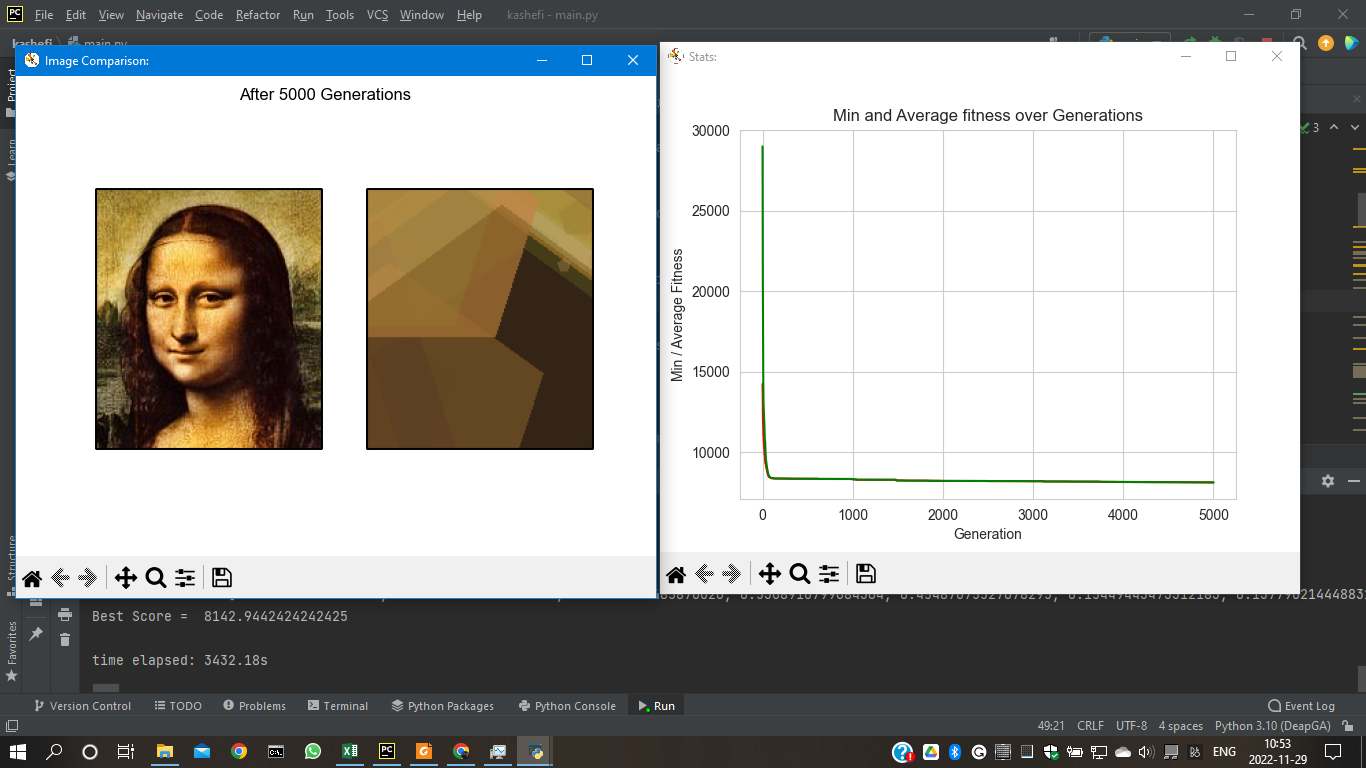 File Edit View Navigate Code Refactor Run Tools VCS Window Help kashefi - main.py
kashefi main.py
Image Comparison:
After 5000 Generations
Stats:
Min and Average fitness over Generations
30000
25000
20000
15000
10000
Min / Average Fitness
0 1000 2000 3000 4000 5000
Generation
3
Project
Learn
Structure
Favorites
Best Score = 8142.9442424242425
time elapsed: 3432.18s
Version Control TODO Problems Terminal Python Packages Python Console Run Event Log
49:21 CRLF UTF-8 4 spaces Python 3.10 (DeapGA)
ENG 10:53
2022-11-29